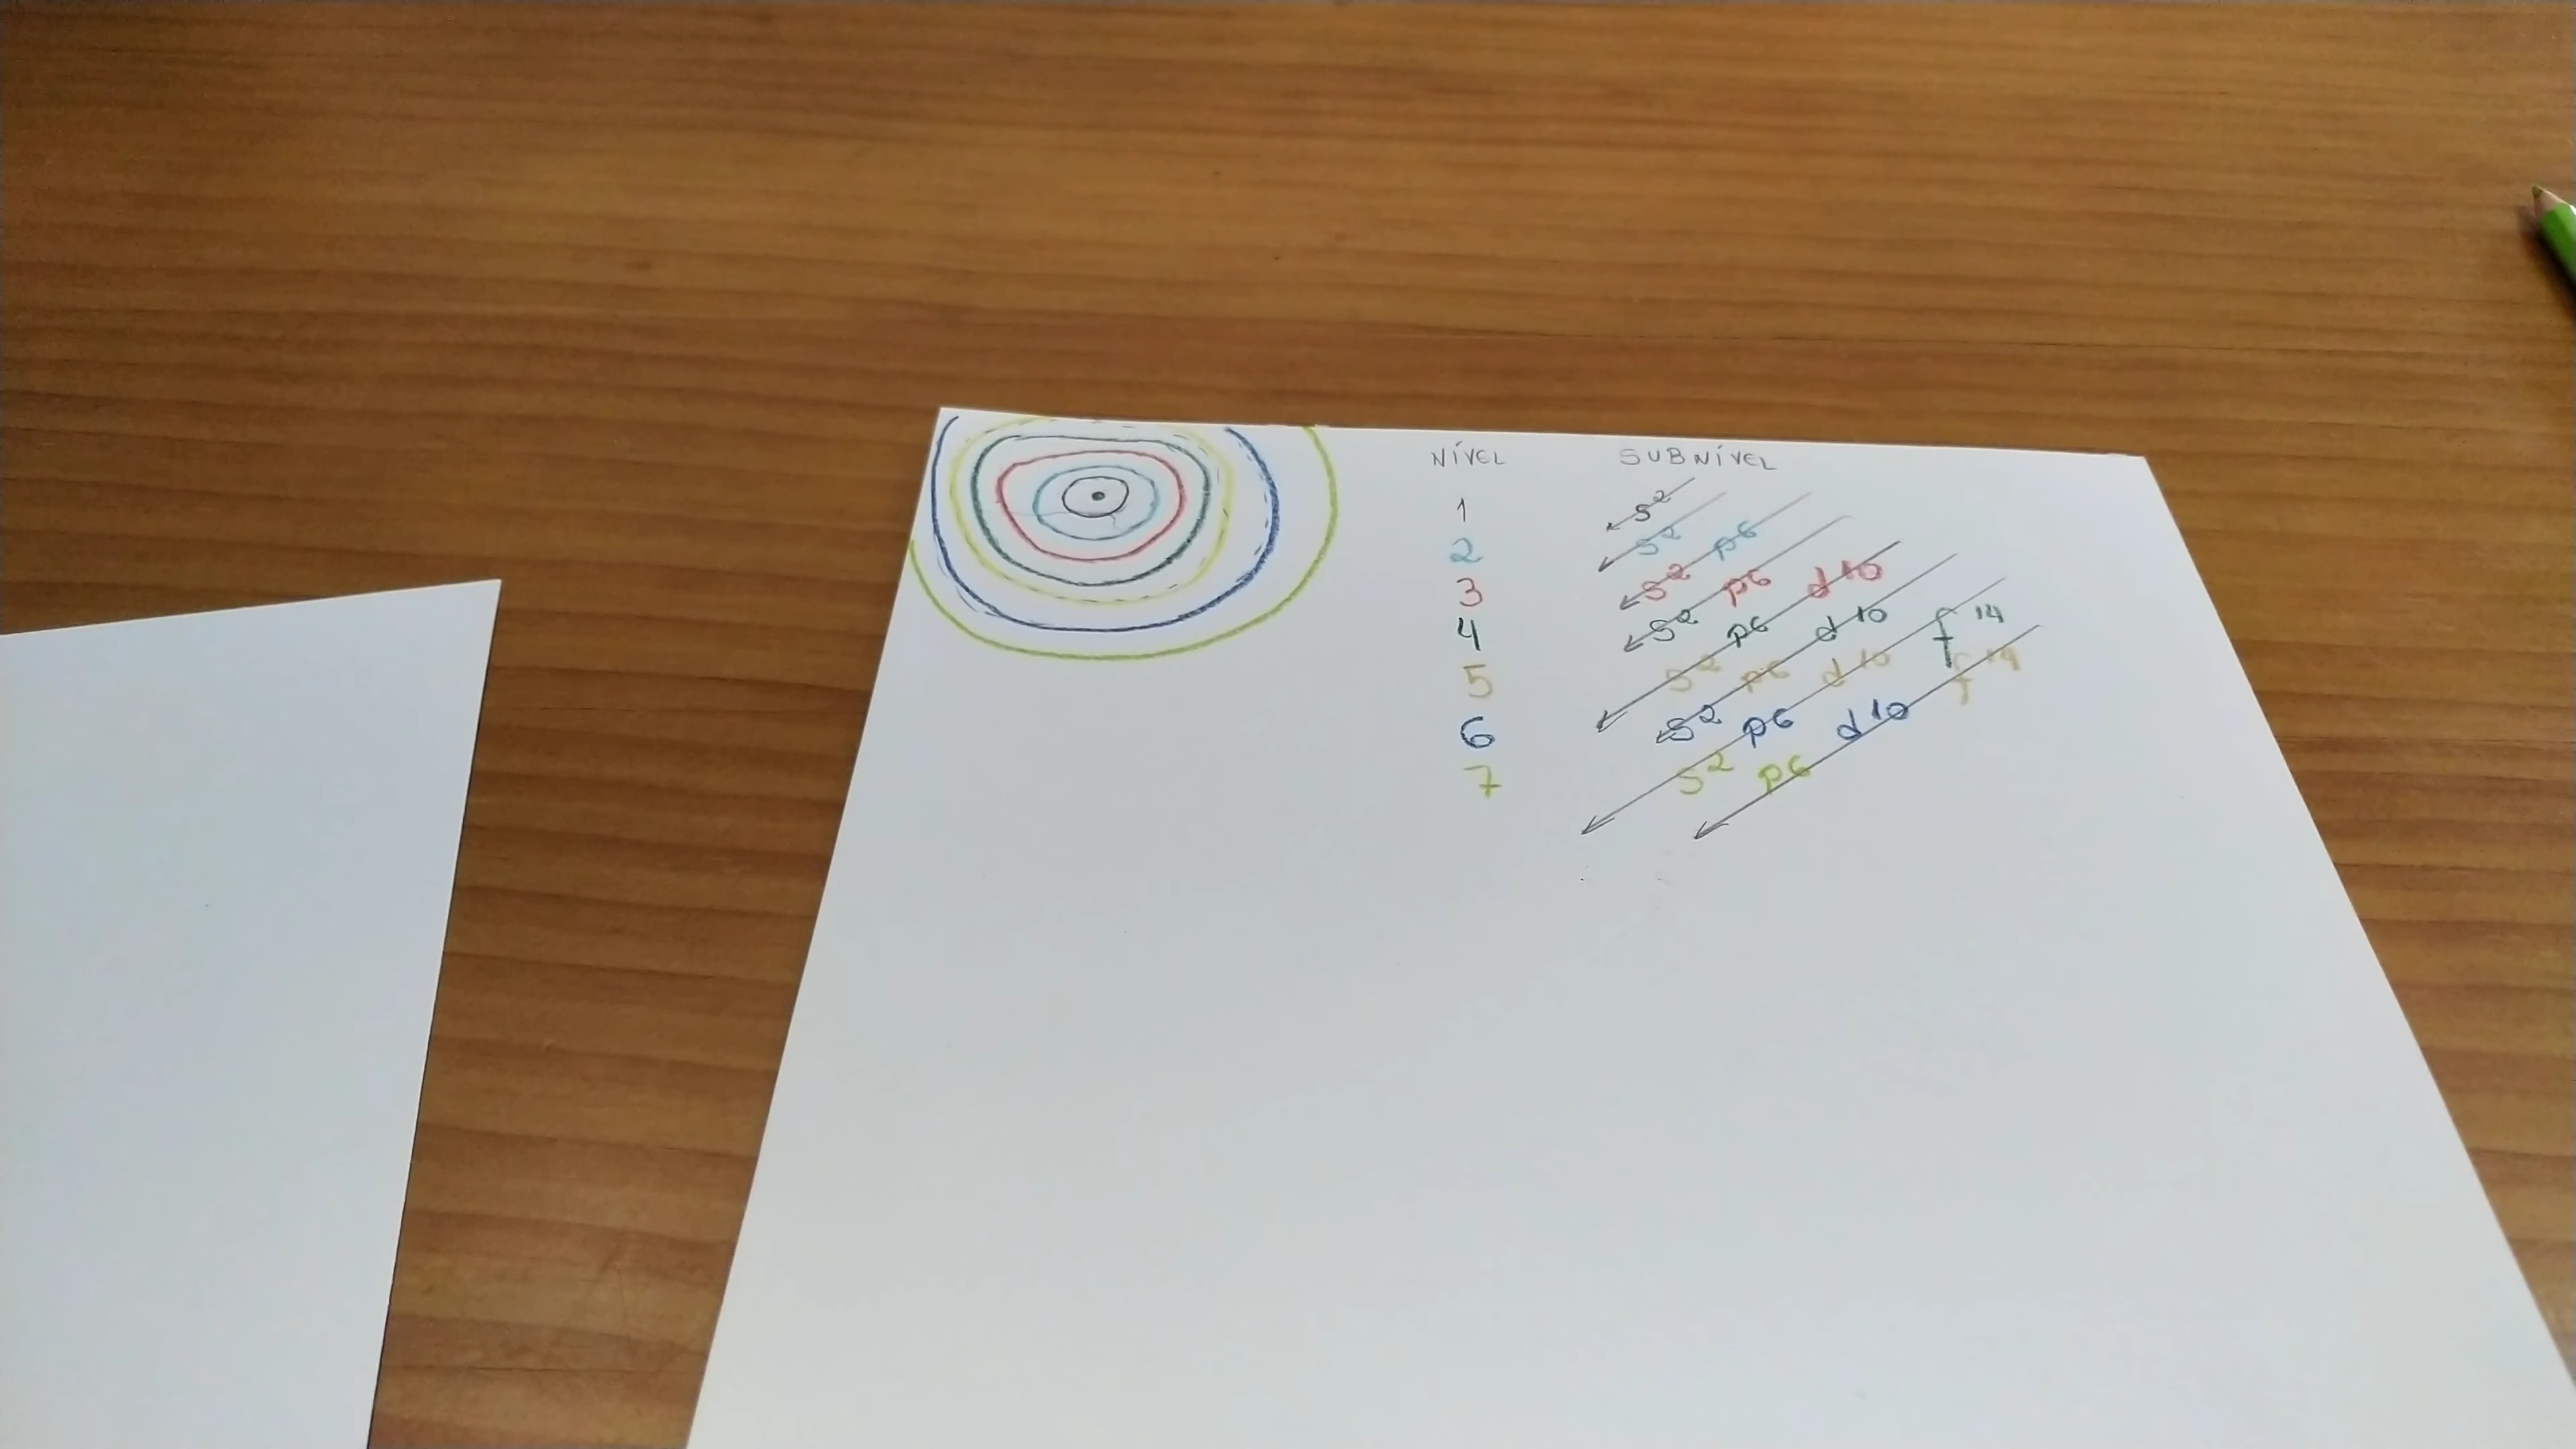 NÍVEL SUBNÍVEL
1 s2
2 s2 p6
3 s2 p6 d10
4 s2 p6 d10 f14
5 s2 p6 d10 f14
6 s2 p6 d10
7 s2 p6